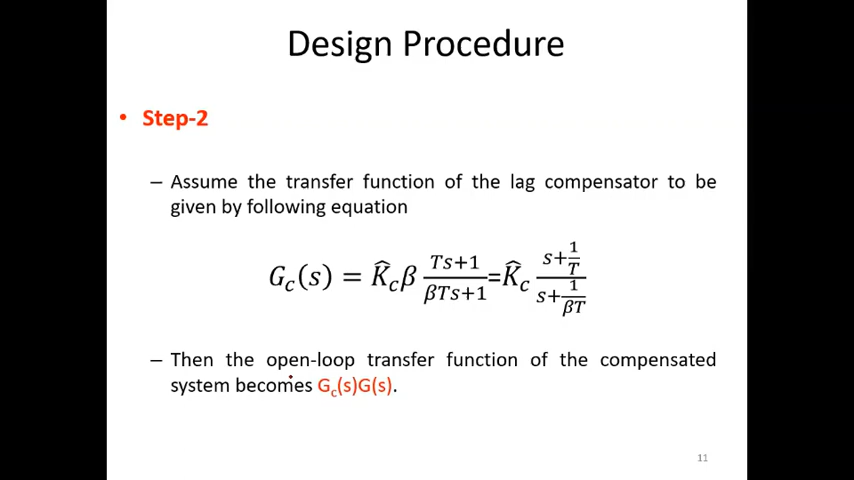 Design Procedure
• Step-2
– Assume the transfer function of the lag compensator to be
given by following equation
G_c(s) = K̂_c β (Ts+1)/(βTs+1) = K̂_c (s+1/T)/(s+1/(βT))
– Then the open-loop transfer function of the compensated
system becomes G_c(s)G(s).
11